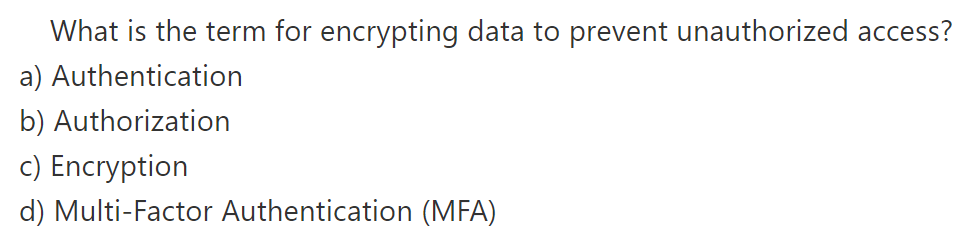 What is the term for encrypting data to prevent unauthorized access?
a) Authentication
b) Authorization
c) Encryption
d) Multi-Factor Authentication (MFA)